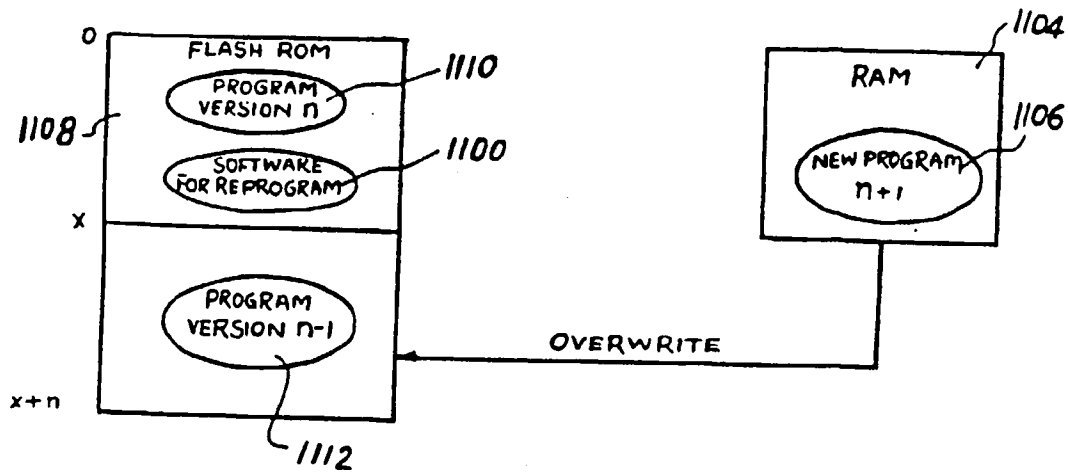 0
FLASH ROM
1110
PROGRAM
VERSION n
1108
SOFTWARE
FOR REPROGRAM
1100
x
PROGRAM
VERSION n-1
x+n
1112
1104
RAM
1106
NEW PROGRAM
n+1
OVERWRITE